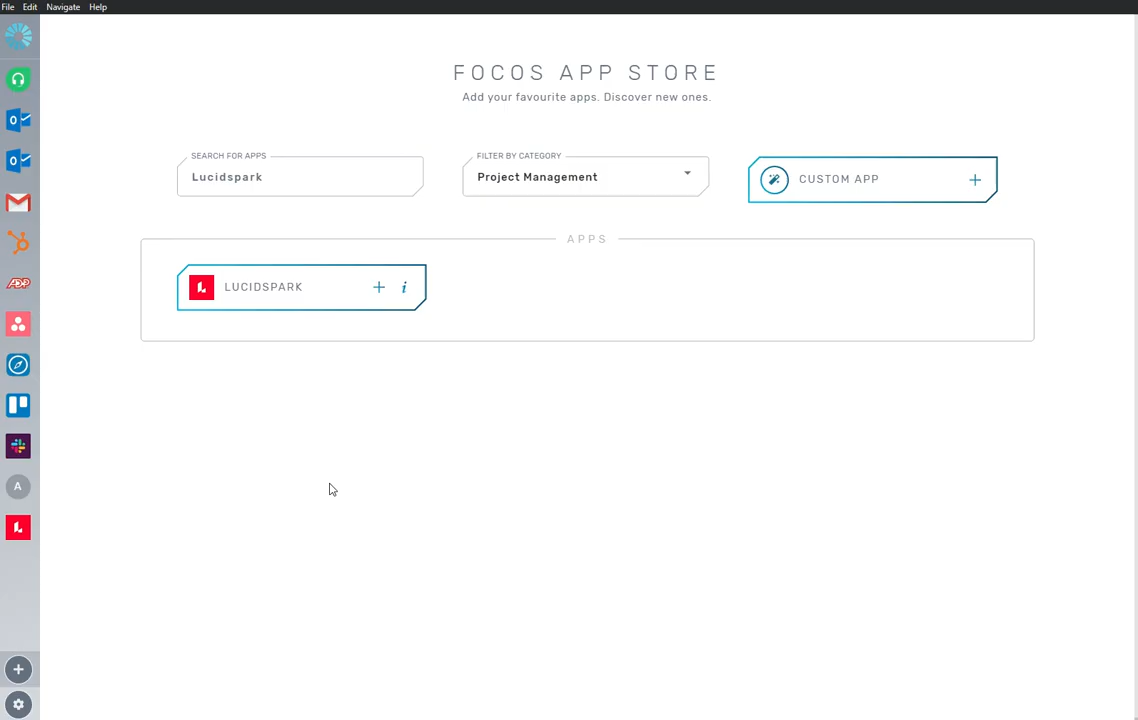 File Edit Navigate Help
FOCOS APP STORE
Add your favourite apps. Discover new ones.
SEARCH FOR APPS
Lucidspark
FILTER BY CATEGORY
Project Management
CUSTOM APP
APPS
LUCIDSPARK
ADP
A